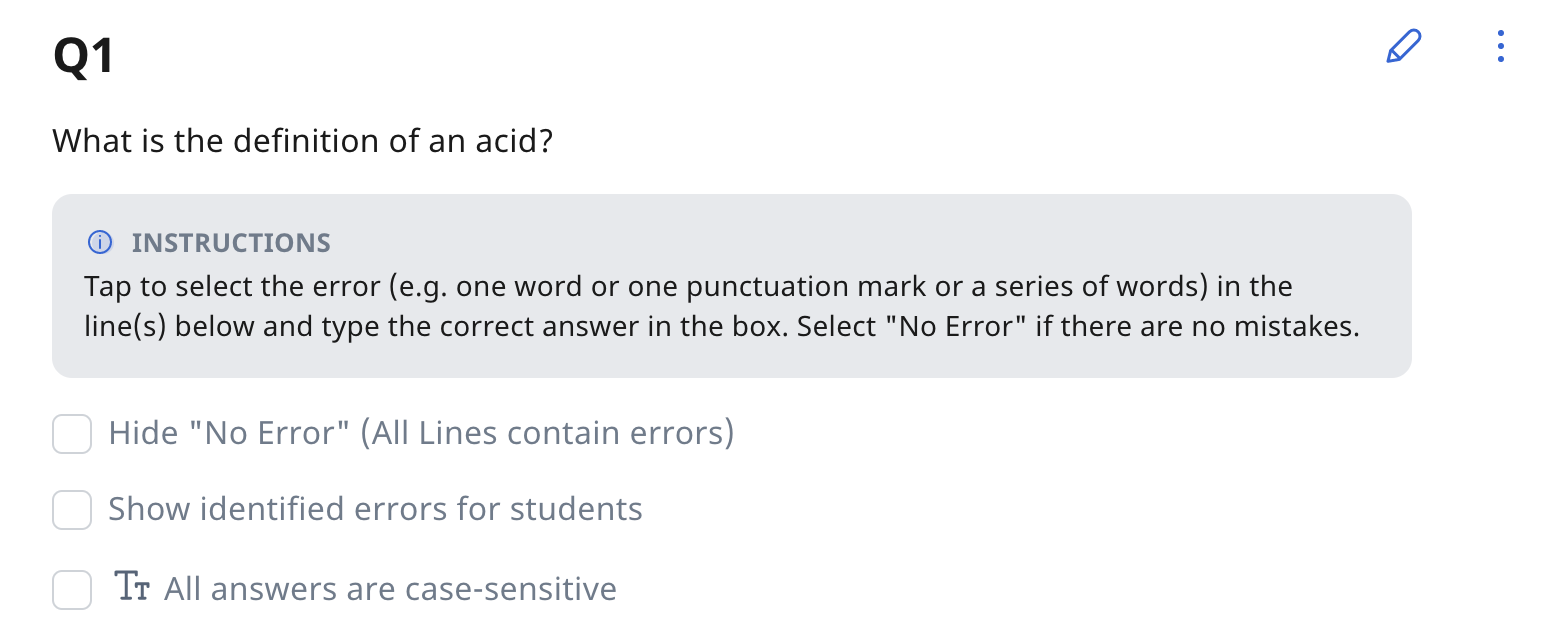 Q1
What is the definition of an acid?
INSTRUCTIONS
Tap to select the error (e.g. one word or one punctuation mark or a series of words) in the
line(s) below and type the correct answer in the box. Select "No Error" if there are no mistakes.
Hide "No Error" (All Lines contain errors)
Show identified errors for students
TT All answers are case-sensitive